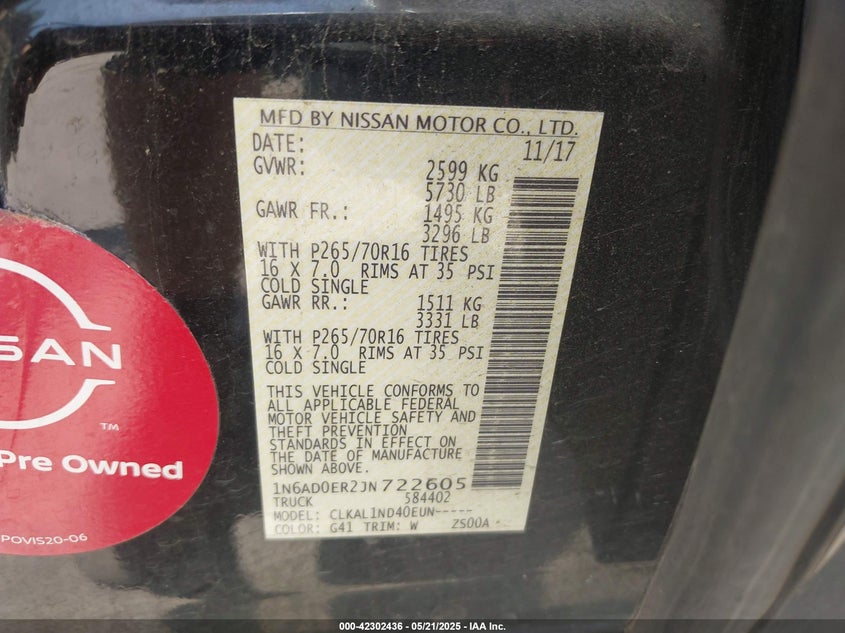 MFD BY NISSAN MOTOR CO., LTD.
DATE: 11/17
GVWR: 2599 KG
5730 LB
GAWR FR.: 1495 KG
3296 LB
WITH P265/70R16 TIRES
16 X 7.0 RIMS AT 35 PSI
COLD SINGLE
GAWR RR.: 1511 KG
3331 LB
WITH P265/70R16 TIRES
16 X 7.0 RIMS AT 35 PSI
COLD SINGLE
THIS VEHICLE CONFORMS TO
ALL APPLICABLE FEDERAL
MOTOR VEHICLE SAFETY AND
THEFT PREVENTION
STANDARDS IN EFFECT ON
THE DATE OF MANUFACTURE
SHOWN ABOVE.
1N6AD0ER2JN722605
TRUCK 584402
MODEL: CLKAL1ND40EUN-----
COLOR: G41 TRIM: W ZS00A
SSAN
TM
Pre Owned
POVIS20-06
000-42302436 - 05/21/2025 - IAA Inc.